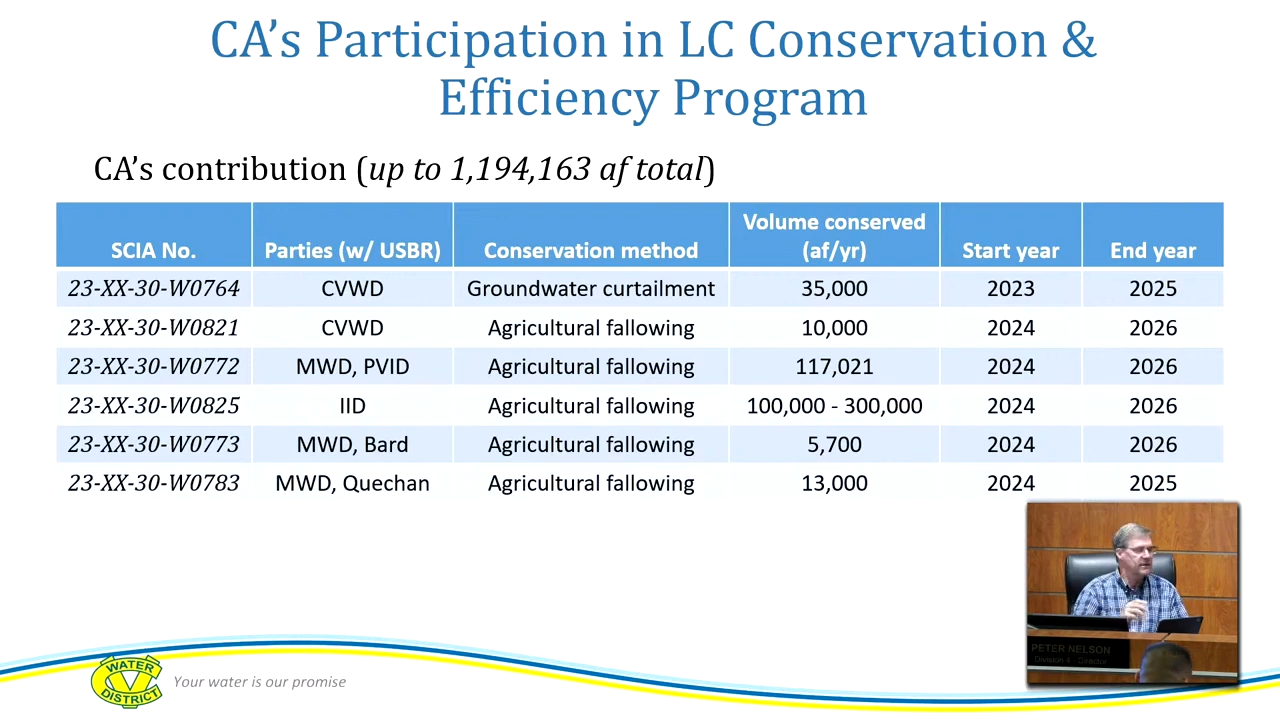 CA's Participation in LC Conservation &
Efficiency Program
CA's contribution (up to 1,194,163 af total)
SCIA No. Parties (w/ USBR) Conservation method Volume conserved (af/yr) Start year End year
23-XX-30-W0764 CVWD Groundwater curtailment 35,000 2023 2025
23-XX-30-W0821 CVWD Agricultural fallowing 10,000 2024 2026
23-XX-30-W0772 MWD, PVID Agricultural fallowing 117,021 2024 2026
23-XX-30-W0825 IID Agricultural fallowing 100,000 - 300,000 2024 2026
23-XX-30-W0773 MWD, Bard Agricultural fallowing 5,700 2024 2026
23-XX-30-W0783 MWD, Quechan Agricultural fallowing 13,000 2024 2025
PETER NELSON
Director
WATER
DISTRICT
Your water is our promise